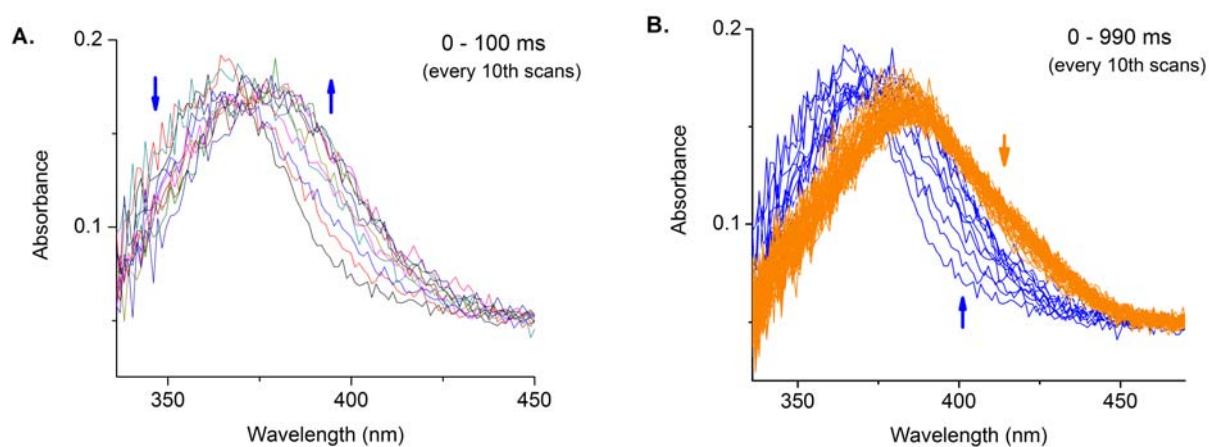 A.
0 - 100 ms
(every 10th scans)
0.2
0.1
Absorbance
350
400
450
Wavelength (nm)
B.
0 - 990 ms
(every 10th scans)
0.2
0.1
Absorbance
350
400
450
Wavelength (nm)